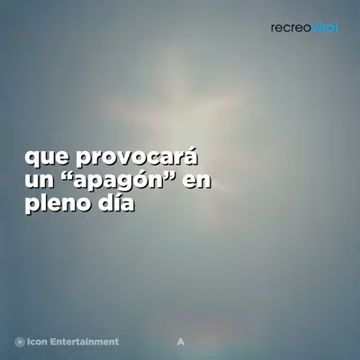 recreoviral
que provocará
un “apagón” en
pleno día
Icon Entertainment
A